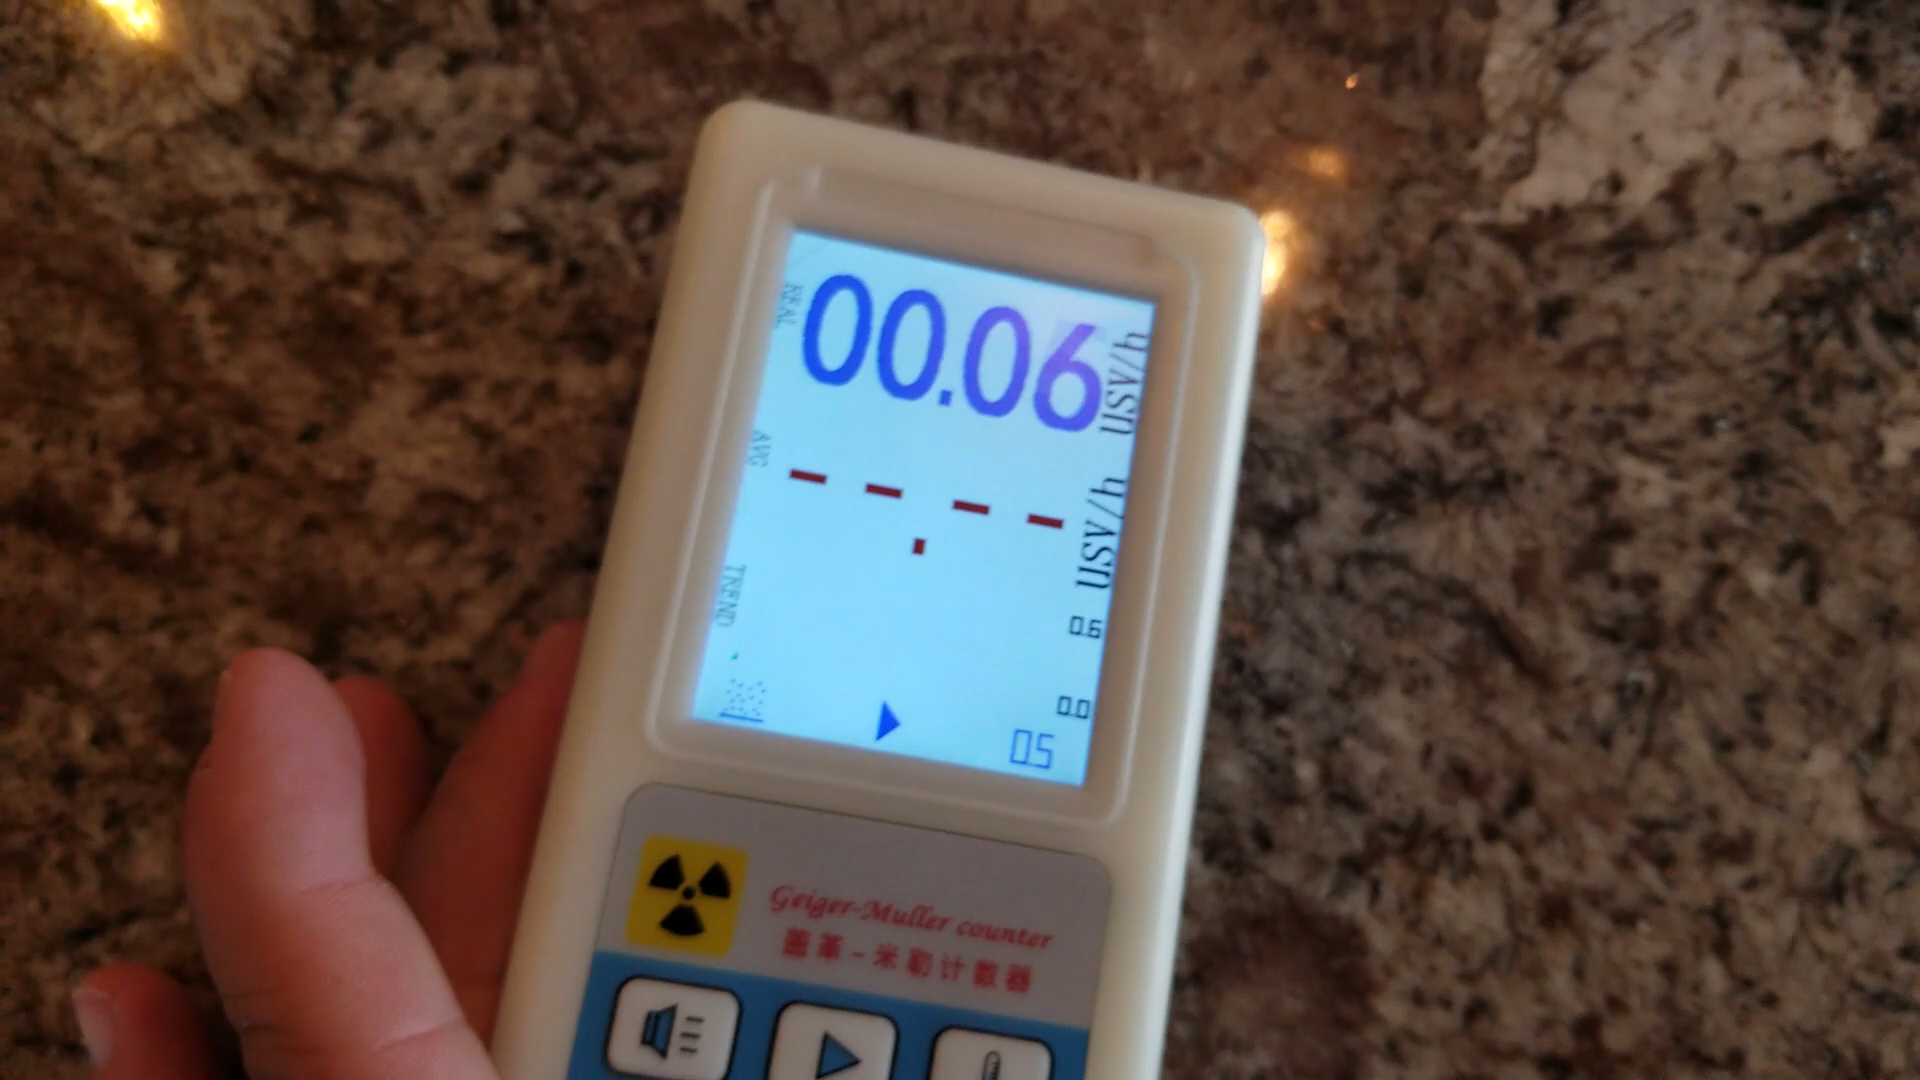 REAL
00.06 uSv/h
AVG
--.-- uSv/h
TREND
0.6
0.0
05
Geiger-Muller counter
盖革-米勒计数器